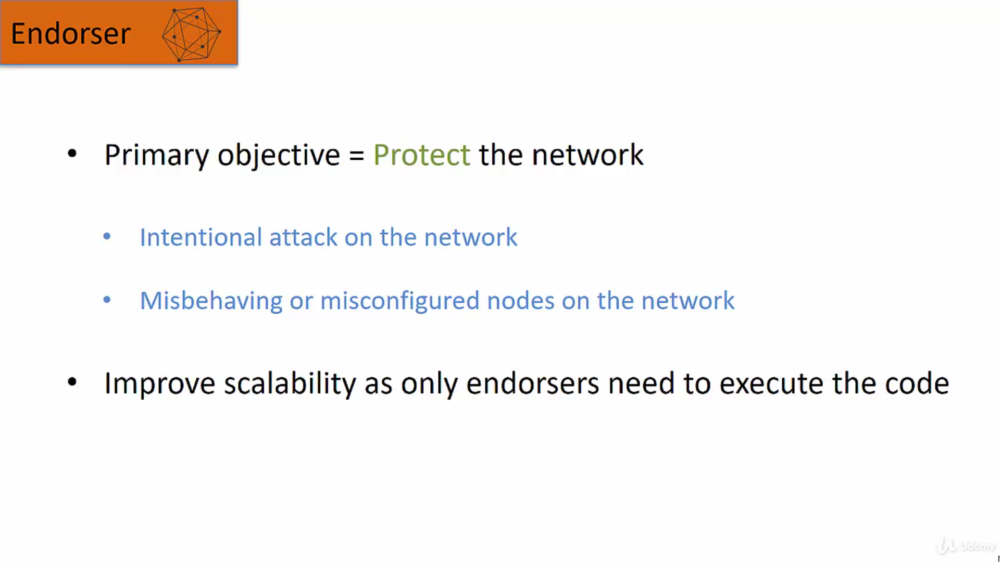 Endorser
• Primary objective = Protect the network
• Intentional attack on the network
• Misbehaving or misconfigured nodes on the network
• Improve scalability as only endorsers need to execute the code
Udemy